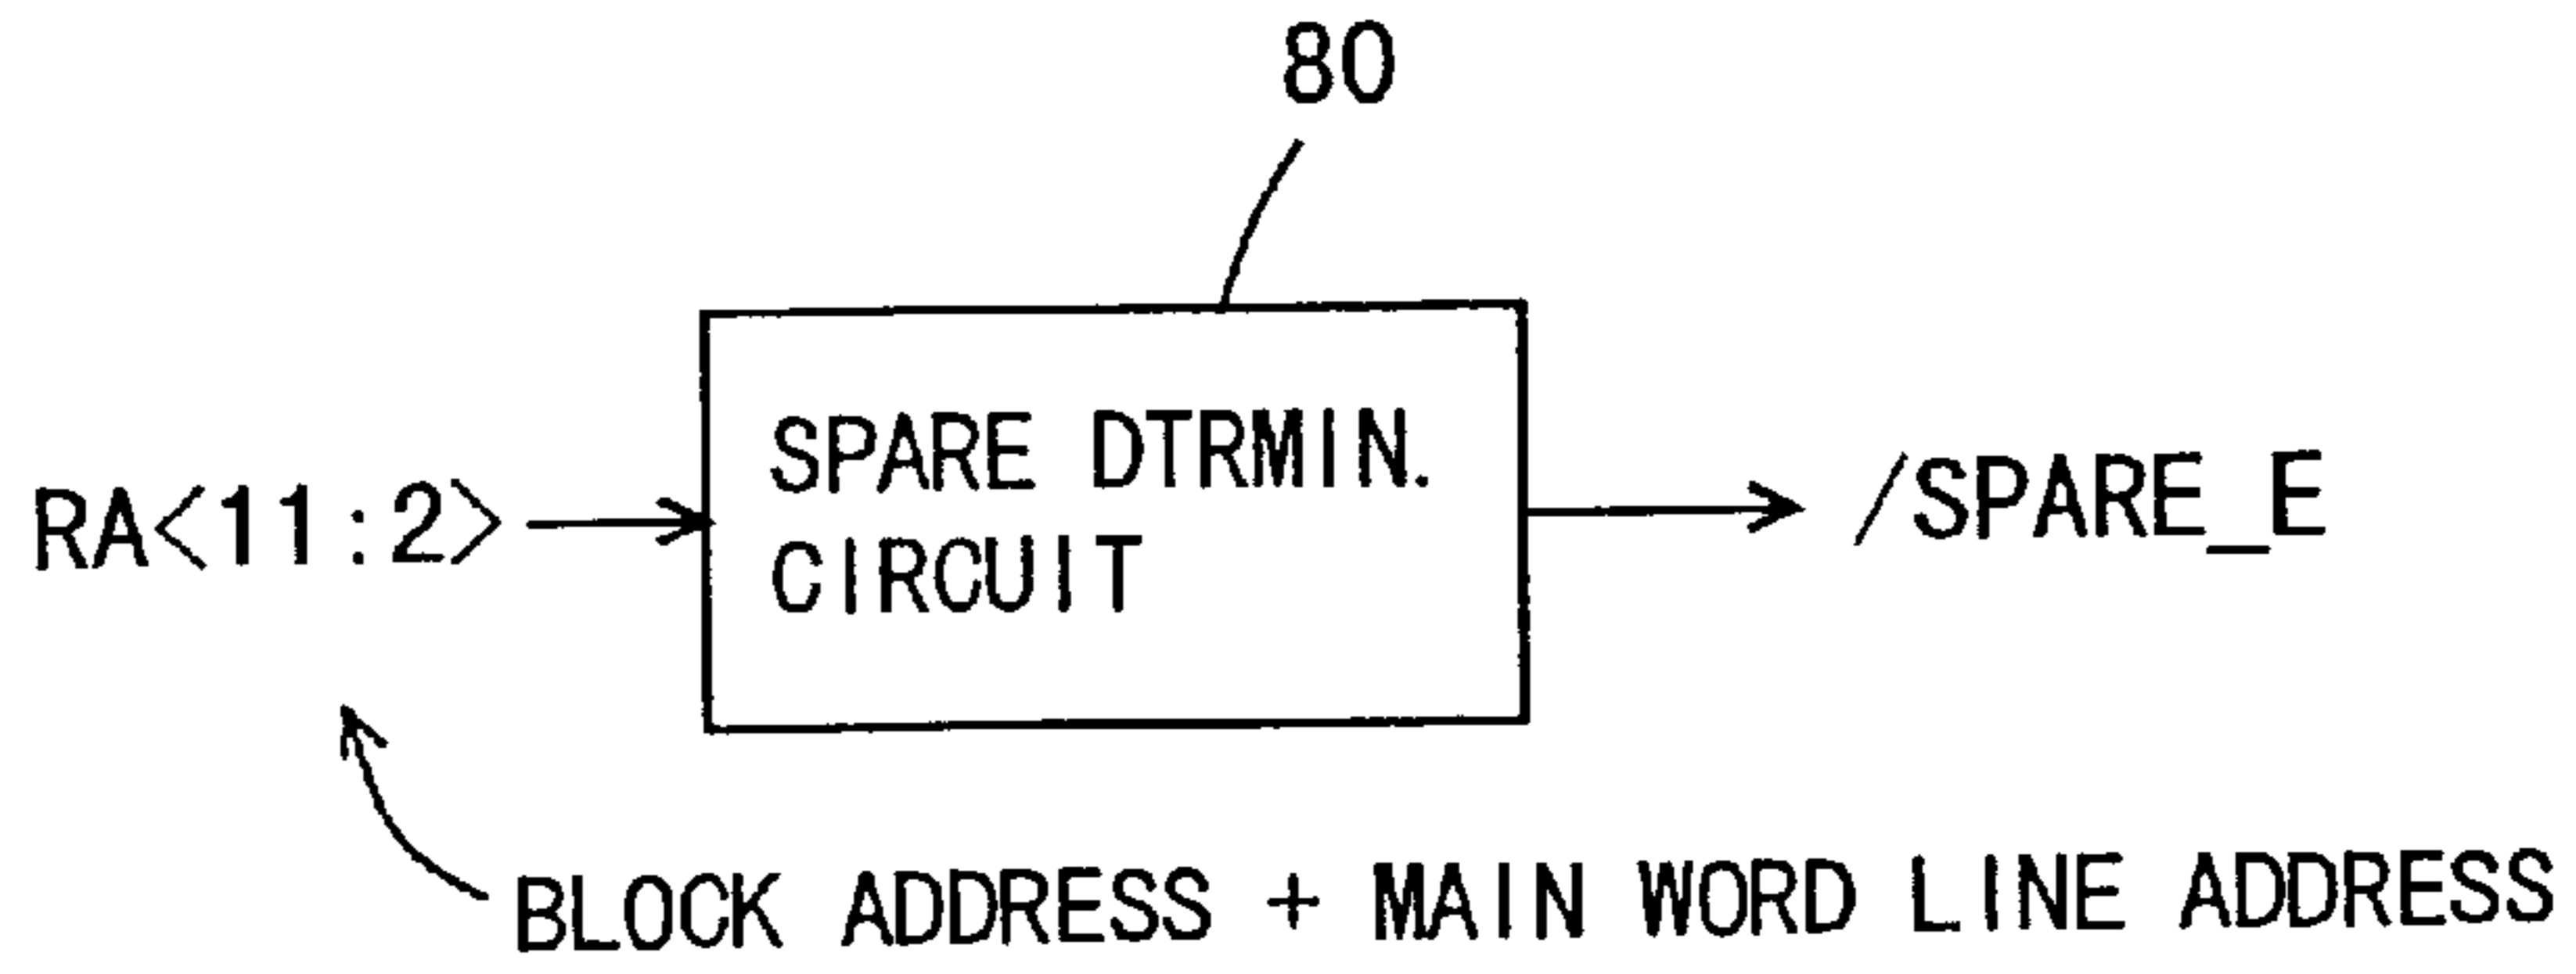 80
SPARE DTRMIN.
CIRCUIT
RA<11:2>
/SPARE_E
BLOCK ADDRESS + MAIN WORD LINE ADDRESS